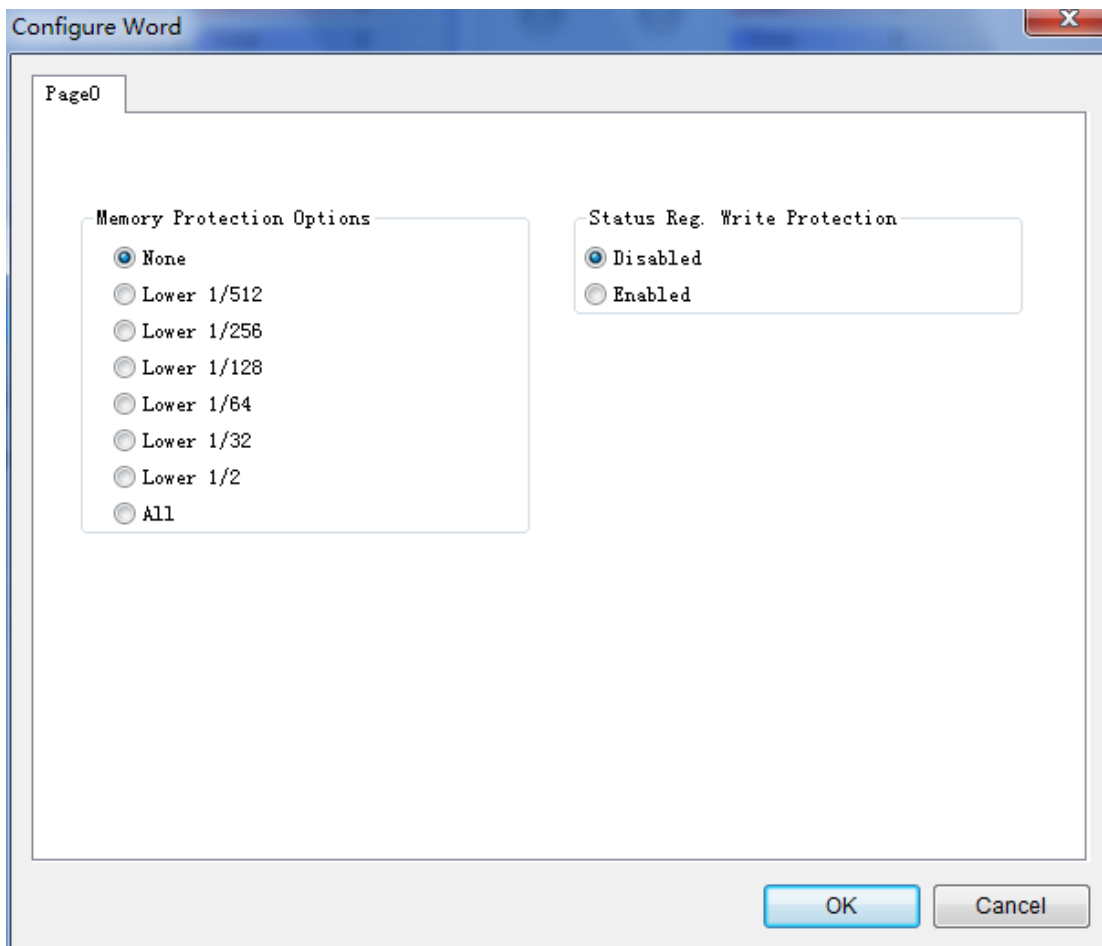 Configure Word
Page0
Memory Protection Options
None
Lower 1/512
Lower 1/256
Lower 1/128
Lower 1/64
Lower 1/32
Lower 1/2
All
Status Reg. Write Protection
Disabled
Enabled
OK
Cancel